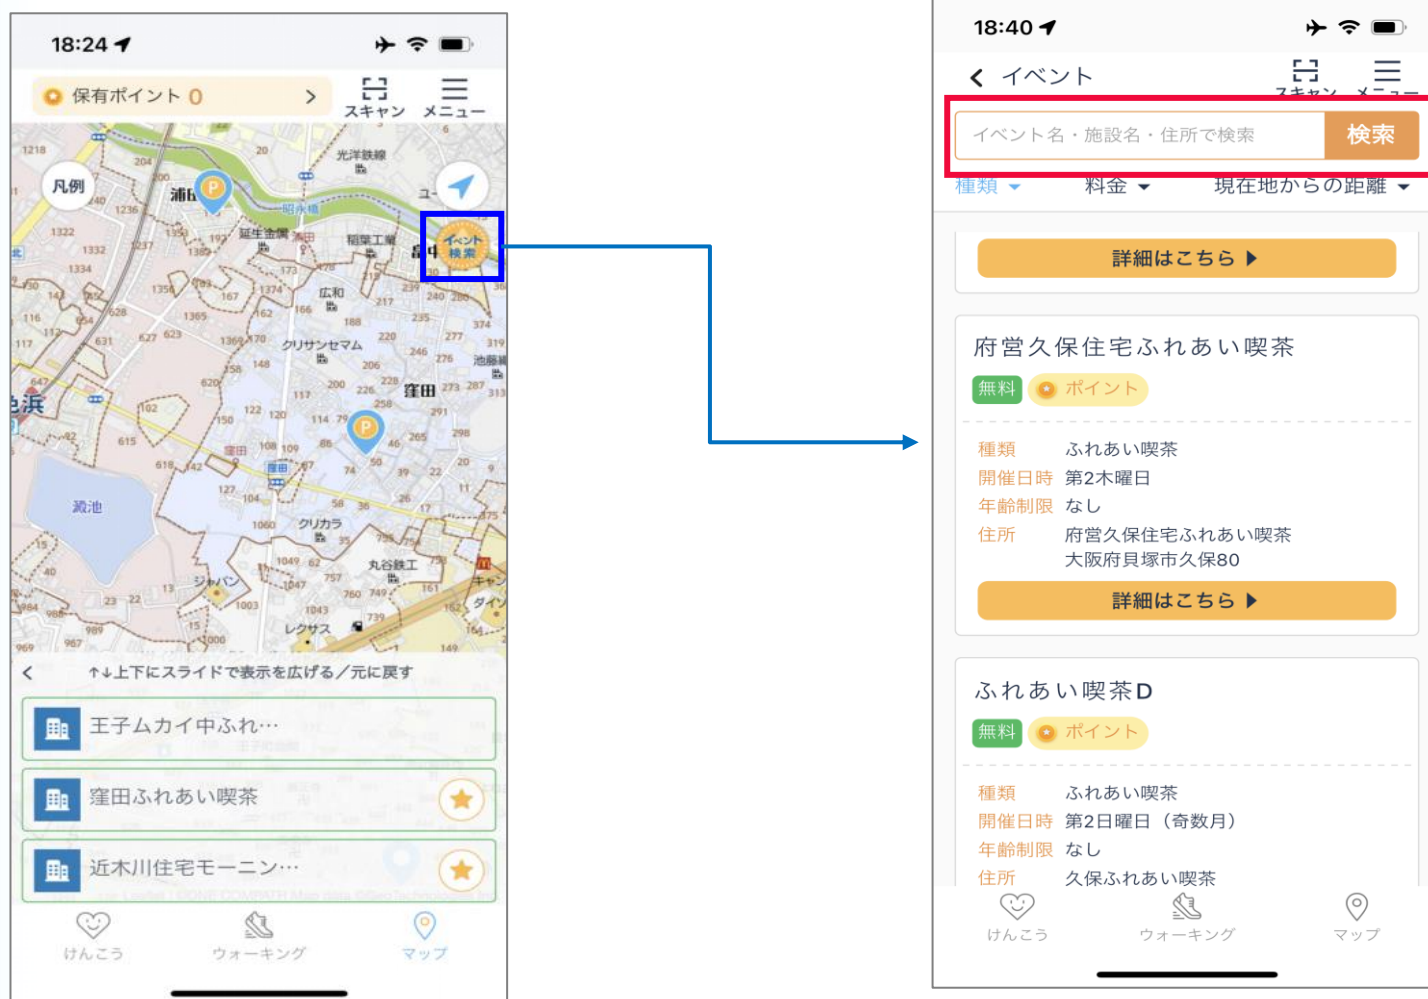 18:24
保有ポイント 0
スキャン
メニュー
凡例
光洋鉄線
昭永橋
延生金属
稲葉工業
イベント
検索
広和
クリサンセマム
窪田
窪田
窪田
澱池
クリカラ
丸谷鉄工
ジャパン
レクサス
↑↓上下にスライドで表示を広げる／元に戻す
王子ムカイ中ふれ…
窪田ふれあい喫茶
近木川住宅モーニン…
けんこう
ウォーキング
マップ
18:40
イベント
スキャン
メニュー
イベント名・施設名・住所で検索
検索
種類
料金
現在地からの距離
詳細はこちら
府営久保住宅ふれあい喫茶
無料
ポイント
種類 ふれあい喫茶
開催日時 第2木曜日
年齢制限 なし
住所 府営久保住宅ふれあい喫茶
大阪府貝塚市久保80
詳細はこちら
ふれあい喫茶D
無料
ポイント
種類 ふれあい喫茶
開催日時 第2日曜日（奇数月）
年齢制限 なし
住所 久保ふれあい喫茶
けんこう
ウォーキング
マップ